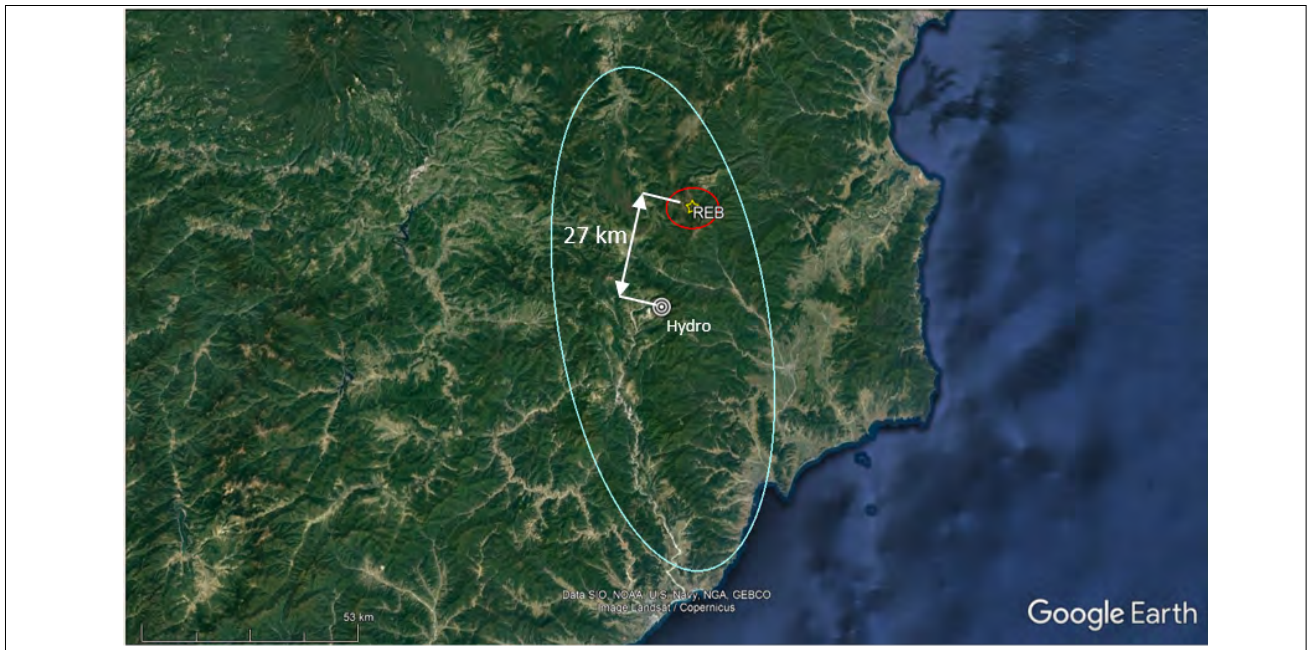 REB
27 km
Hydro
Data SIO, NOAA, U.S. Navy, NGA, GEBCO
Image Landsat / Copernicus
53 km
Google Earth